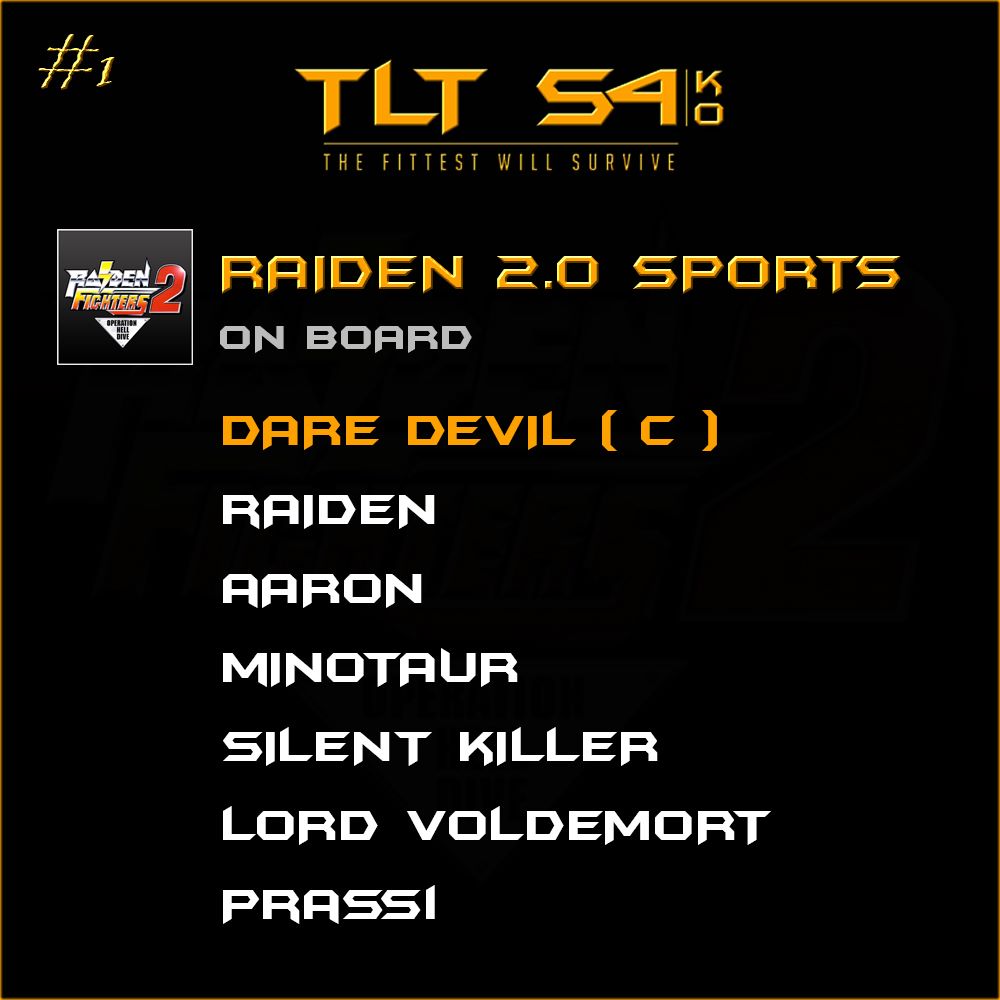 #1
TLT S4 KO
THE FITTEST WILL SURVIVE
RAIDEN FIGHTERS 2
OPERATION
HELL
DIVE
RAIDEN 2.0 SPORTS
ON BOARD
DARE DEVIL ( C )
RAIDEN
AARON
MINOTAUR
SILENT KILLER
LORD VOLDEMORT
PRASSI